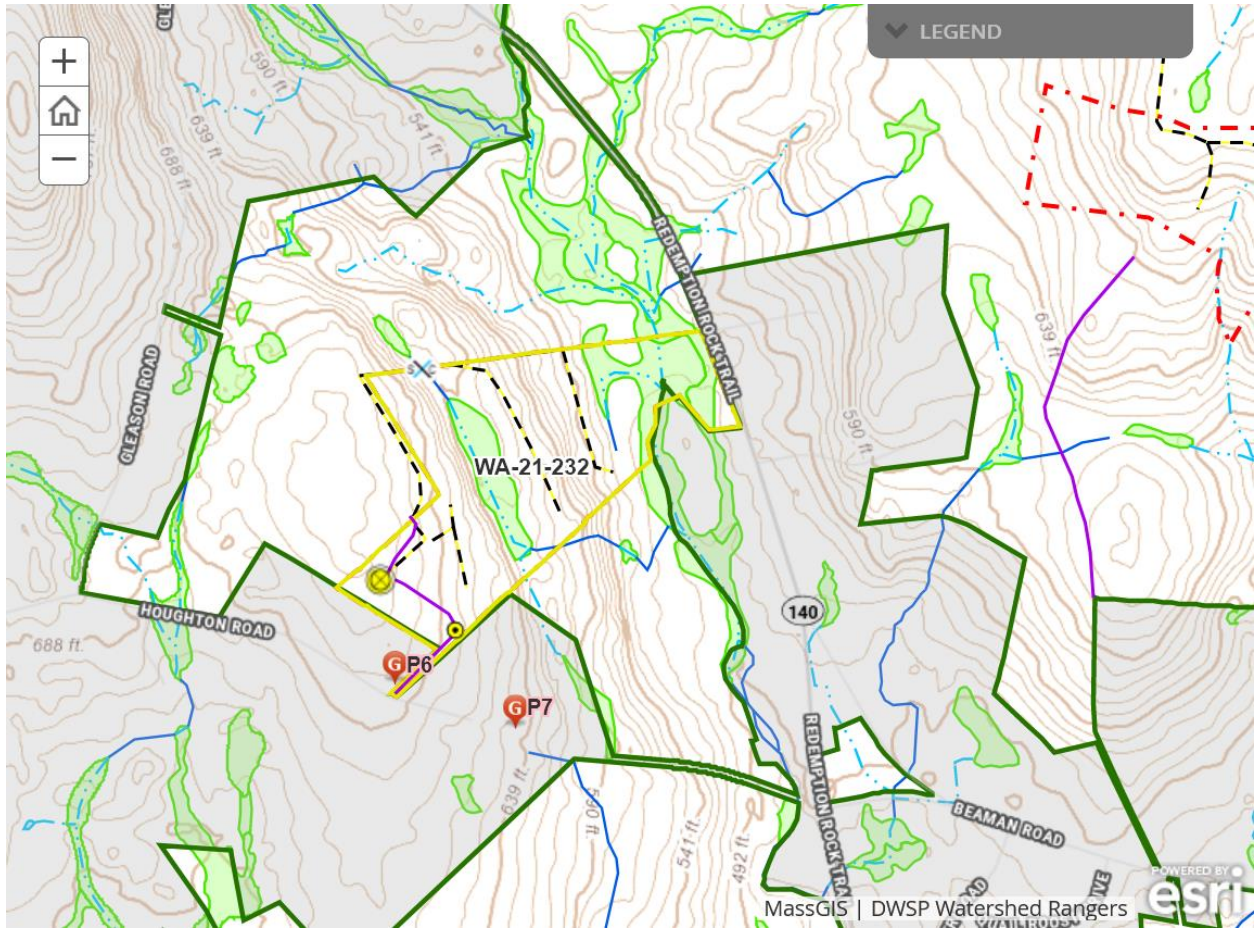 LEGEND
+
−
590 ft.
541 ft.
639 ft.
688 ft.
REDEMPTION ROCK TRAIL
639 ft.
GLEASON ROAD
S
C
590 ft.
WA-21-232
HOUGHTON ROAD
140
688 ft.
G P6
G P7
REDEMPTION ROCK TRAIL
639 ft.
590 ft.
541 ft.
492 ft.
BEAMAN ROAD
POWERED BY
esri
MassGIS | DWSP Watershed Rangers